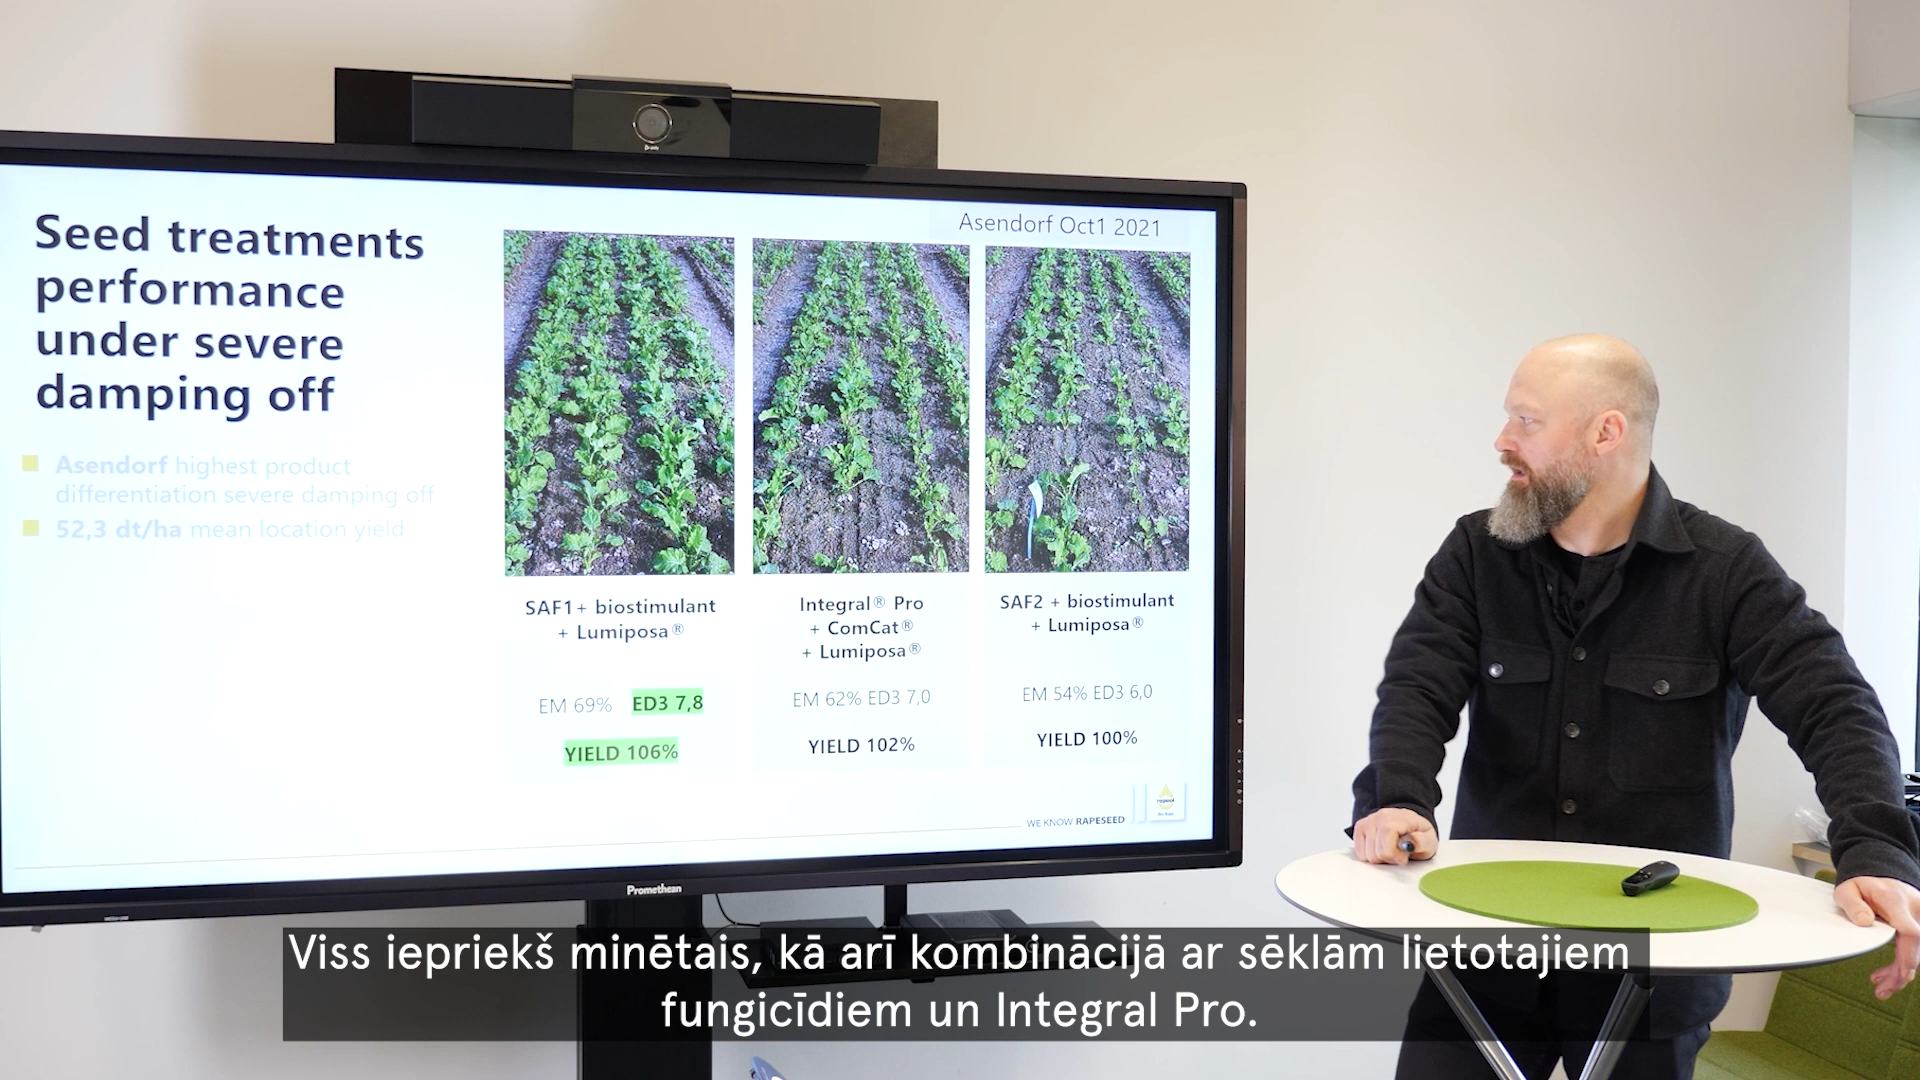 Seed treatments
performance
under severe
damping off
Asendorf highest product
differentiation severe damping off
52,3 dt/ha mean location yield
Asendorf Oct1 2021
SAF1+ biostimulant
+ Lumiposa®
EM 69% ED3 7,8
YIELD 106%
Integral® Pro
+ ComCat®
+ Lumiposa®
EM 62% ED3 7,0
YIELD 102%
SAF2 + biostimulant
+ Lumiposa®
EM 54% ED3 6,0
YIELD 100%
WE KNOW RAPESEED
rapool
Promethean
Viss iepriekš minētais, kā arī kombinācijā ar sēklām lietotajiem
fungicīdiem un Integral Pro.